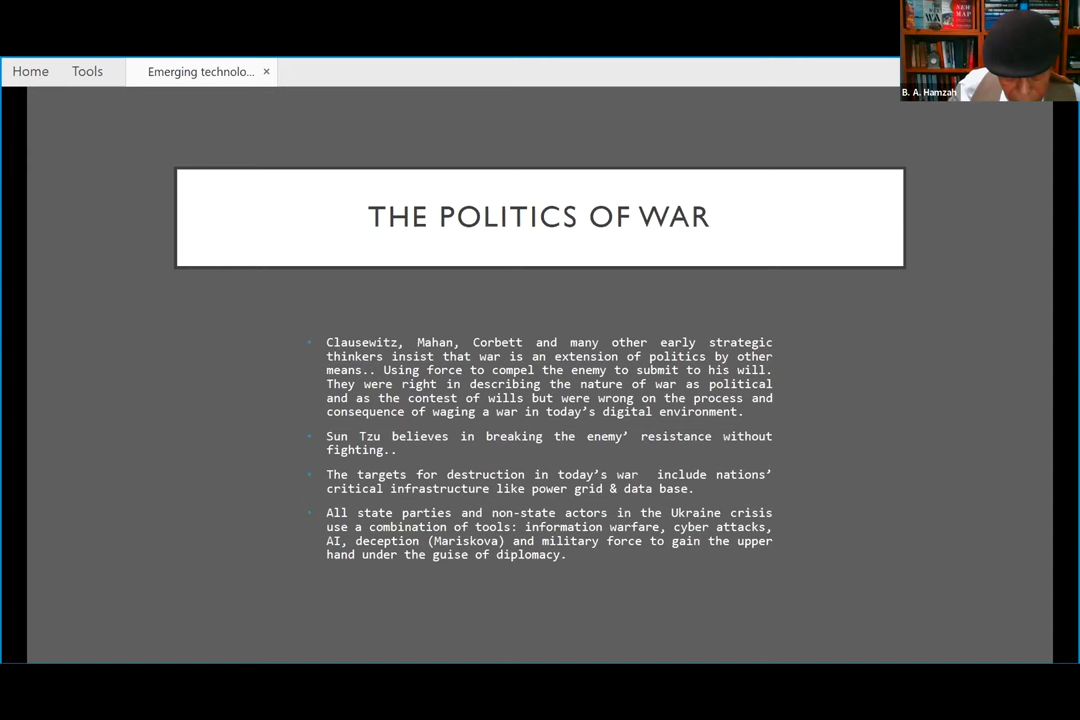 Home Tools Emerging technolo... ×
NEW MAP
B. A. Hamzah
THE POLITICS OF WAR
Clausewitz, Mahan, Corbett and many other early strategic
thinkers insist that war is an extension of politics by other
means.. Using force to compel the enemy to submit to his will.
They were right in describing the nature of war as political
and as the contest of wills but were wrong on the process and
consequence of waging a war in today’s digital environment.
Sun Tzu believes in breaking the enemy’ resistance without
fighting..
The targets for destruction in today’s war include nations’
critical infrastructure like power grid & data base.
All state parties and non-state actors in the Ukraine crisis
use a combination of tools: information warfare, cyber attacks,
AI, deception (Mariskova) and military force to gain the upper
hand under the guise of diplomacy.